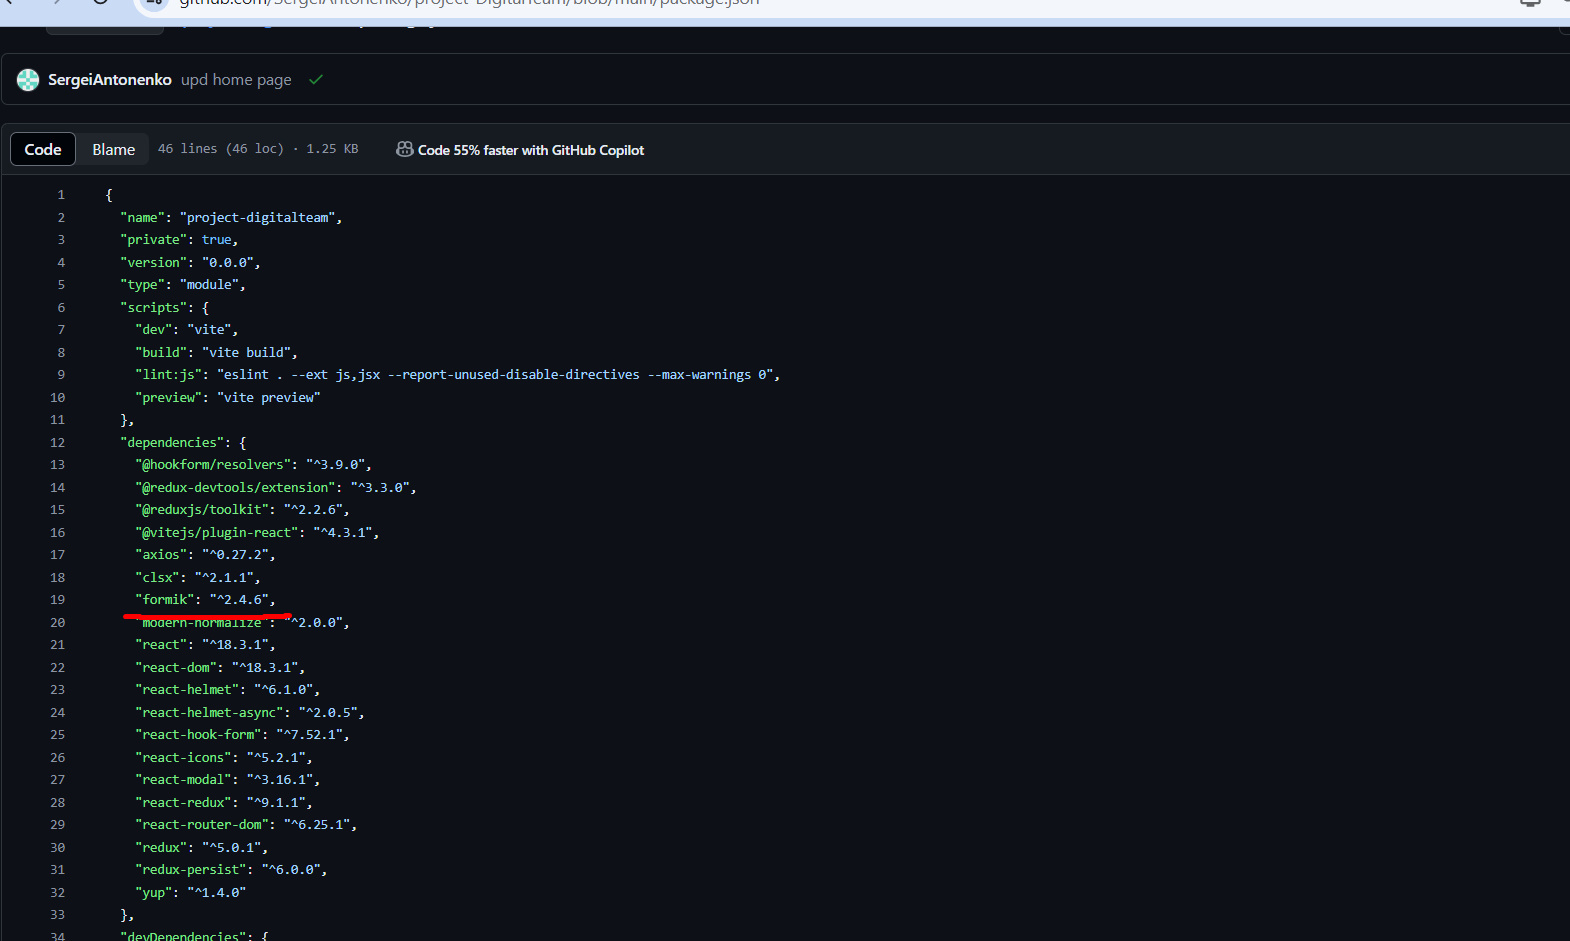 github.com/SergeiAntonenko/project-DigitalTeam/blob/main/package.json
SergeiAntonenko upd home page
Code Blame 46 lines (46 loc) · 1.25 KB Code 55% faster with GitHub Copilot
1 {
2 "name": "project-digitalteam",
3 "private": true,
4 "version": "0.0.0",
5 "type": "module",
6 "scripts": {
7 "dev": "vite",
8 "build": "vite build",
9 "lint:js": "eslint . --ext js,jsx --report-unused-disable-directives --max-warnings 0",
10 "preview": "vite preview"
11 },
12 "dependencies": {
13 "@hookform/resolvers": "^3.9.0",
14 "@redux-devtools/extension": "^3.3.0",
15 "@reduxjs/toolkit": "^2.2.6",
16 "@vitejs/plugin-react": "^4.3.1",
17 "axios": "^0.27.2",
18 "clsx": "^2.1.1",
19 "formik": "^2.4.6",
20 "modern-normalize": "^2.0.0",
21 "react": "^18.3.1",
22 "react-dom": "^18.3.1",
23 "react-helmet": "^6.1.0",
24 "react-helmet-async": "^2.0.5",
25 "react-hook-form": "^7.52.1",
26 "react-icons": "^5.2.1",
27 "react-modal": "^3.16.1",
28 "react-redux": "^9.1.1",
29 "react-router-dom": "^6.25.1",
30 "redux": "^5.0.1",
31 "redux-persist": "^6.0.0",
32 "yup": "^1.4.0"
33 },
34 "devDependencies": {